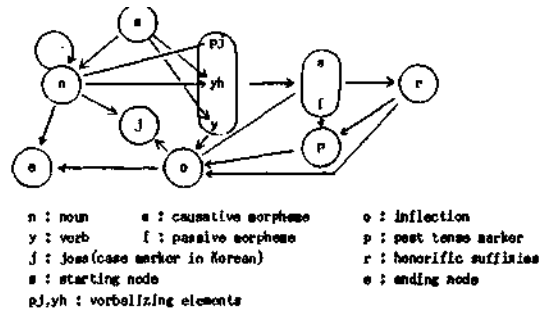 s
pj
n
yh
s
r
j
y
f
e
o
p
n : noun s : causative morpheme o : inflection
y : verb f : passive morpheme p : past tense marker
j : josa(case marker in Korean) r : honorific suffixies
s : starting node e : ending node
pj,yh : verbalizing elements